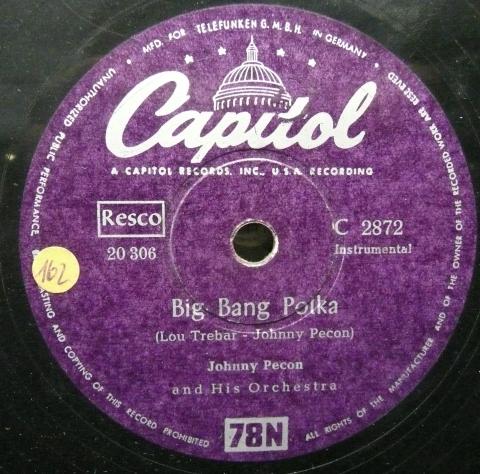 MFD. FOR TELEFUNKEN G.M.B.H. IN GERMANY
Capitol
A CAPITOL RECORDS, INC., U.S.A. RECORDING
Resco
20 306
C 2872
Instrumental
162
Big Bang Polka
(Lou Trebar - Johnny Pecon)
Johnny Pecon
and His Orchestra
78N
UNAUTHORIZED PUBLIC PERFORMANCE, CASTING AND COPYING OF THIS RECORD PROHIBITED
ALL RIGHTS OF THE MANUFACTURER AND OF THE OWNER OF THE RECORDED WORK ARE RESERVED